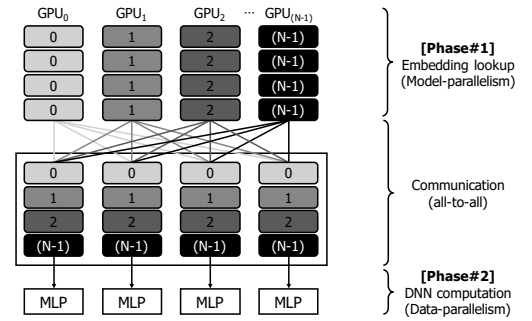 GPU0 GPU1 GPU2 ... GPU(N-1)
0 1 2 (N-1)
0 1 2 (N-1)
0 1 2 (N-1)
0 1 2 (N-1)
[Phase#1]
Embedding lookup
(Model-parallelism)
0 0 0 0
1 1 1 1
2 2 2 2
(N-1) (N-1) (N-1) (N-1)
Communication
(all-to-all)
MLP MLP MLP MLP
[Phase#2]
DNN computation
(Data-parallelism)